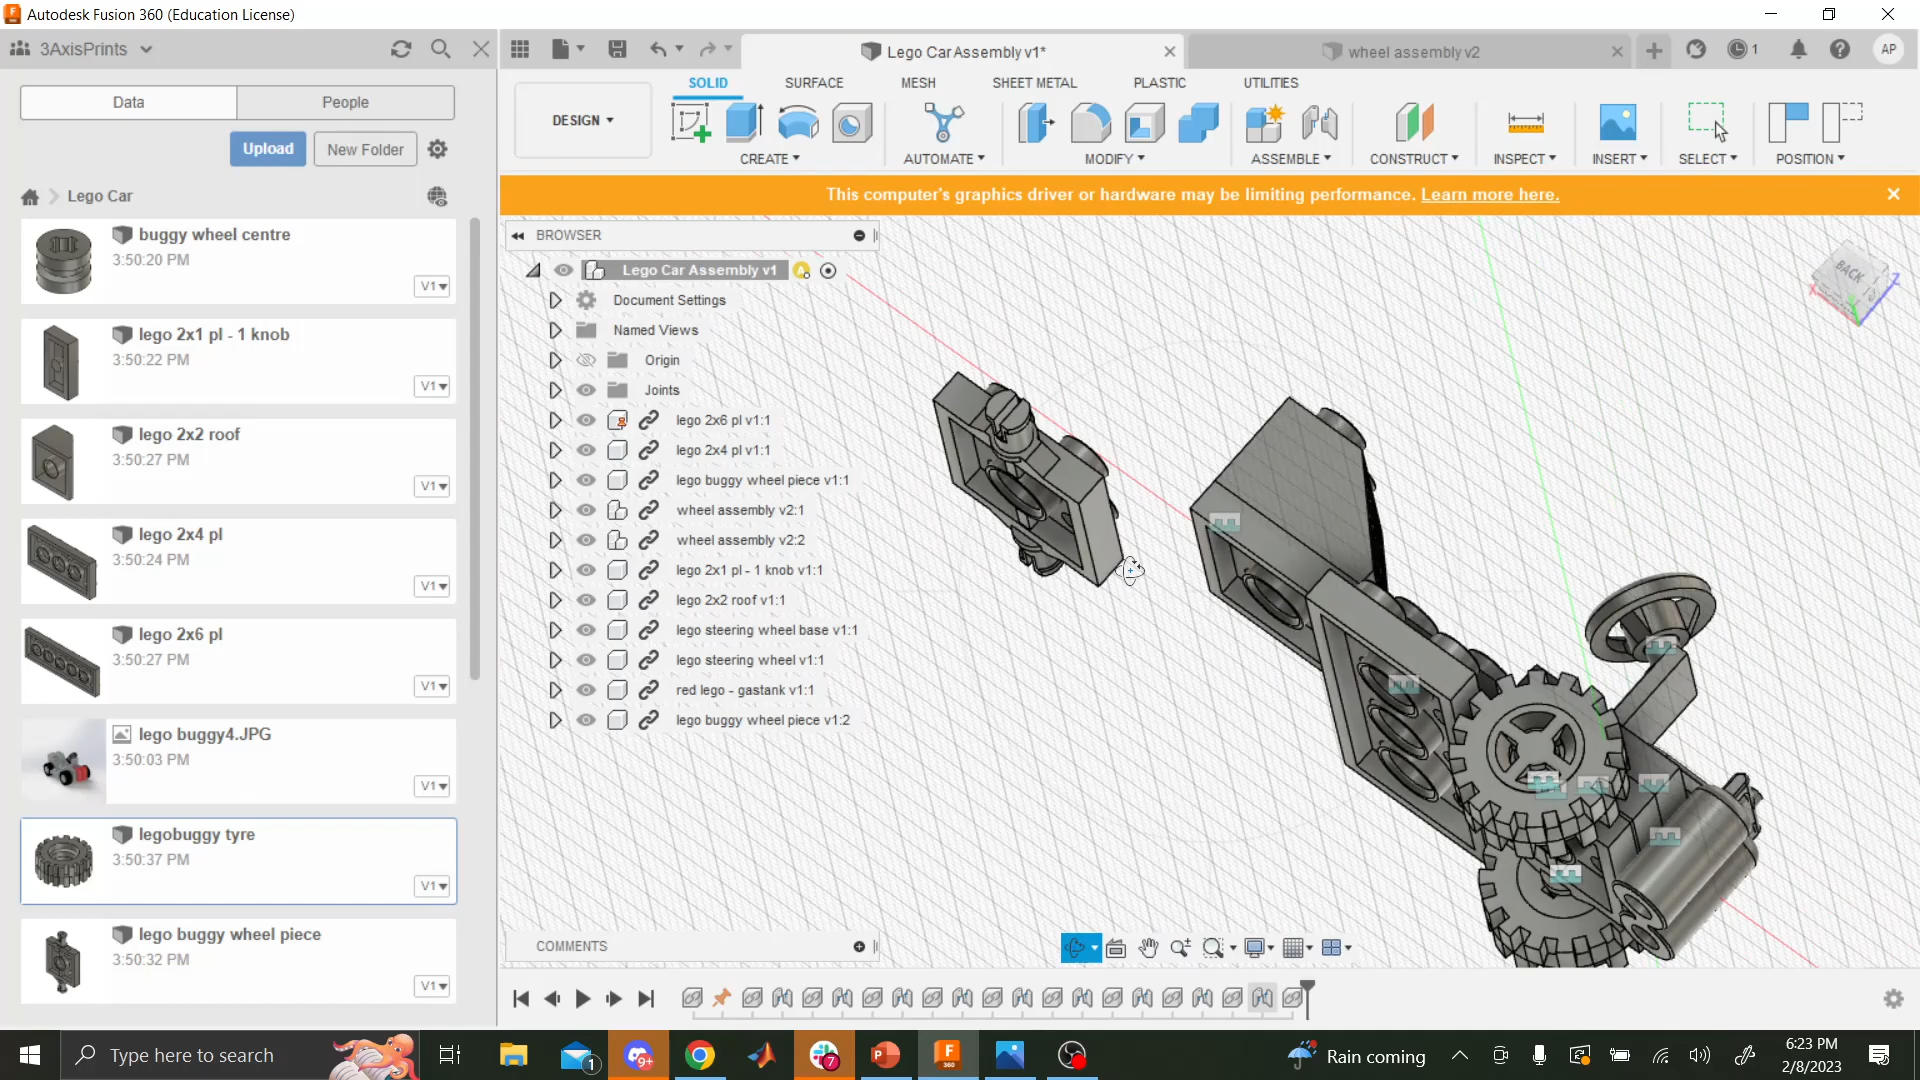 Autodesk Fusion 360 (Education License)
3AxisPrints
Lego Car Assembly v1*
wheel assembly v2
1
AP
Data
People
SOLID
SURFACE
MESH
SHEET METAL
PLASTIC
UTILITIES
DESIGN
CREATE
AUTOMATE
MODIFY
ASSEMBLE
CONSTRUCT
INSPECT
INSERT
SELECT
POSITION
Upload
New Folder
Lego Car
This computer's graphics driver or hardware may be limiting performance. Learn more here.
buggy wheel centre
3:50:20 PM
V1
lego 2x1 pl - 1 knob
3:50:22 PM
V1
lego 2x2 roof
3:50:27 PM
V1
lego 2x4 pl
3:50:24 PM
V1
lego 2x6 pl
3:50:27 PM
V1
lego buggy4.JPG
3:50:03 PM
V1
legobuggy tyre
3:50:37 PM
V1
lego buggy wheel piece
3:50:32 PM
V1
BROWSER
Lego Car Assembly v1
Document Settings
Named Views
Origin
Joints
lego 2x6 pl v1:1
lego 2x4 pl v1:1
lego buggy wheel piece v1:1
wheel assembly v2:1
wheel assembly v2:2
lego 2x1 pl - 1 knob v1:1
lego 2x2 roof v1:1
lego steering wheel base v1:1
lego steering wheel v1:1
red lego - gastank v1:1
lego buggy wheel piece v1:2
BACK
X
Z
COMMENTS
Type here to search
1
9+
7
P
F
360
Rain coming
6:23 PM
2/8/2023